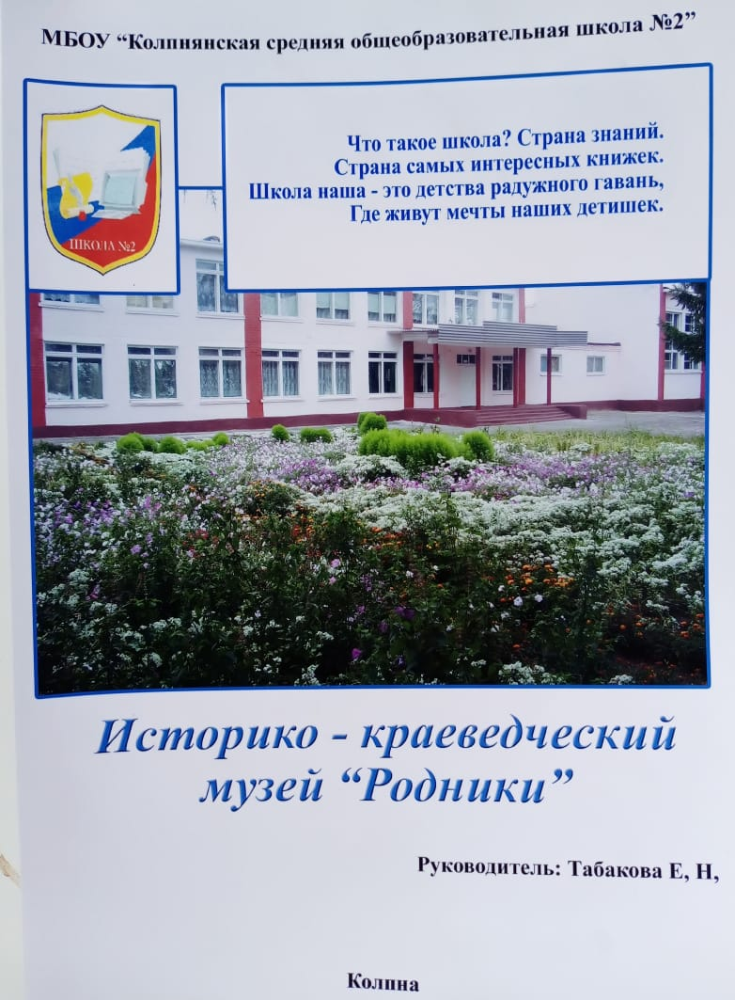 МБОУ “Колпнянская средняя общеобразовательная школа №2”
Что такое школа? Страна знаний.
Страна самых интересных книжек.
Школа наша - это детства радужного гавань,
Где живут мечты наших детишек.
ШКОЛА №2
Историко - краеведческий
музей “Родники”
Руководитель: Табакова Е, Н,
Колпна